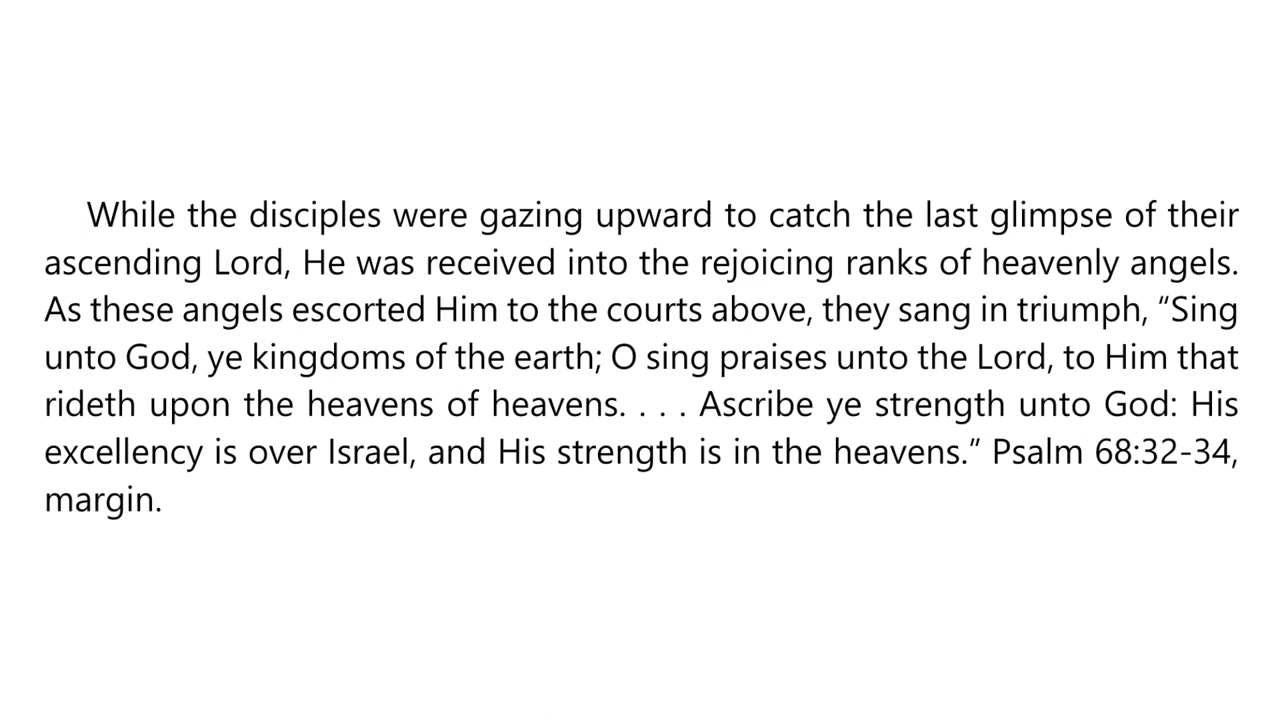 While the disciples were gazing upward to catch the last glimpse of their
ascending Lord, He was received into the rejoicing ranks of heavenly angels.
As these angels escorted Him to the courts above, they sang in triumph, “Sing
unto God, ye kingdoms of the earth; O sing praises unto the Lord, to Him that
rideth upon the heavens of heavens. . . . Ascribe ye strength unto God: His
excellency is over Israel, and His strength is in the heavens.” Psalm 68:32-34,
margin.